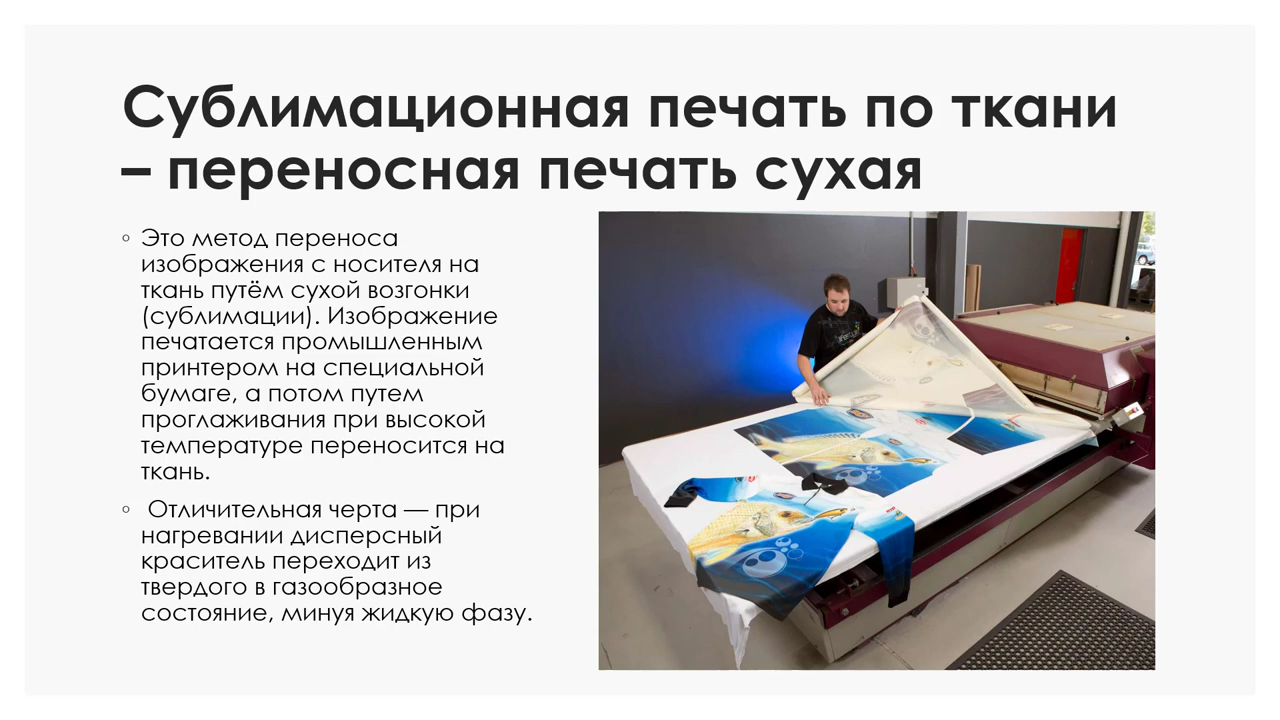 Сублимационная печать по ткани
– переносная печать сухая
◦ Это метод переноса
изображения с носителя на
ткань путём сухой возгонки
(сублимации). Изображение
печатается промышленным
принтером на специальной
бумаге, а потом путем
проглаживания при высокой
температуре переносится на
ткань.
◦ Отличительная черта — при
нагревании дисперсный
краситель переходит из
твердого в газообразное
состояние, минуя жидкую фазу.